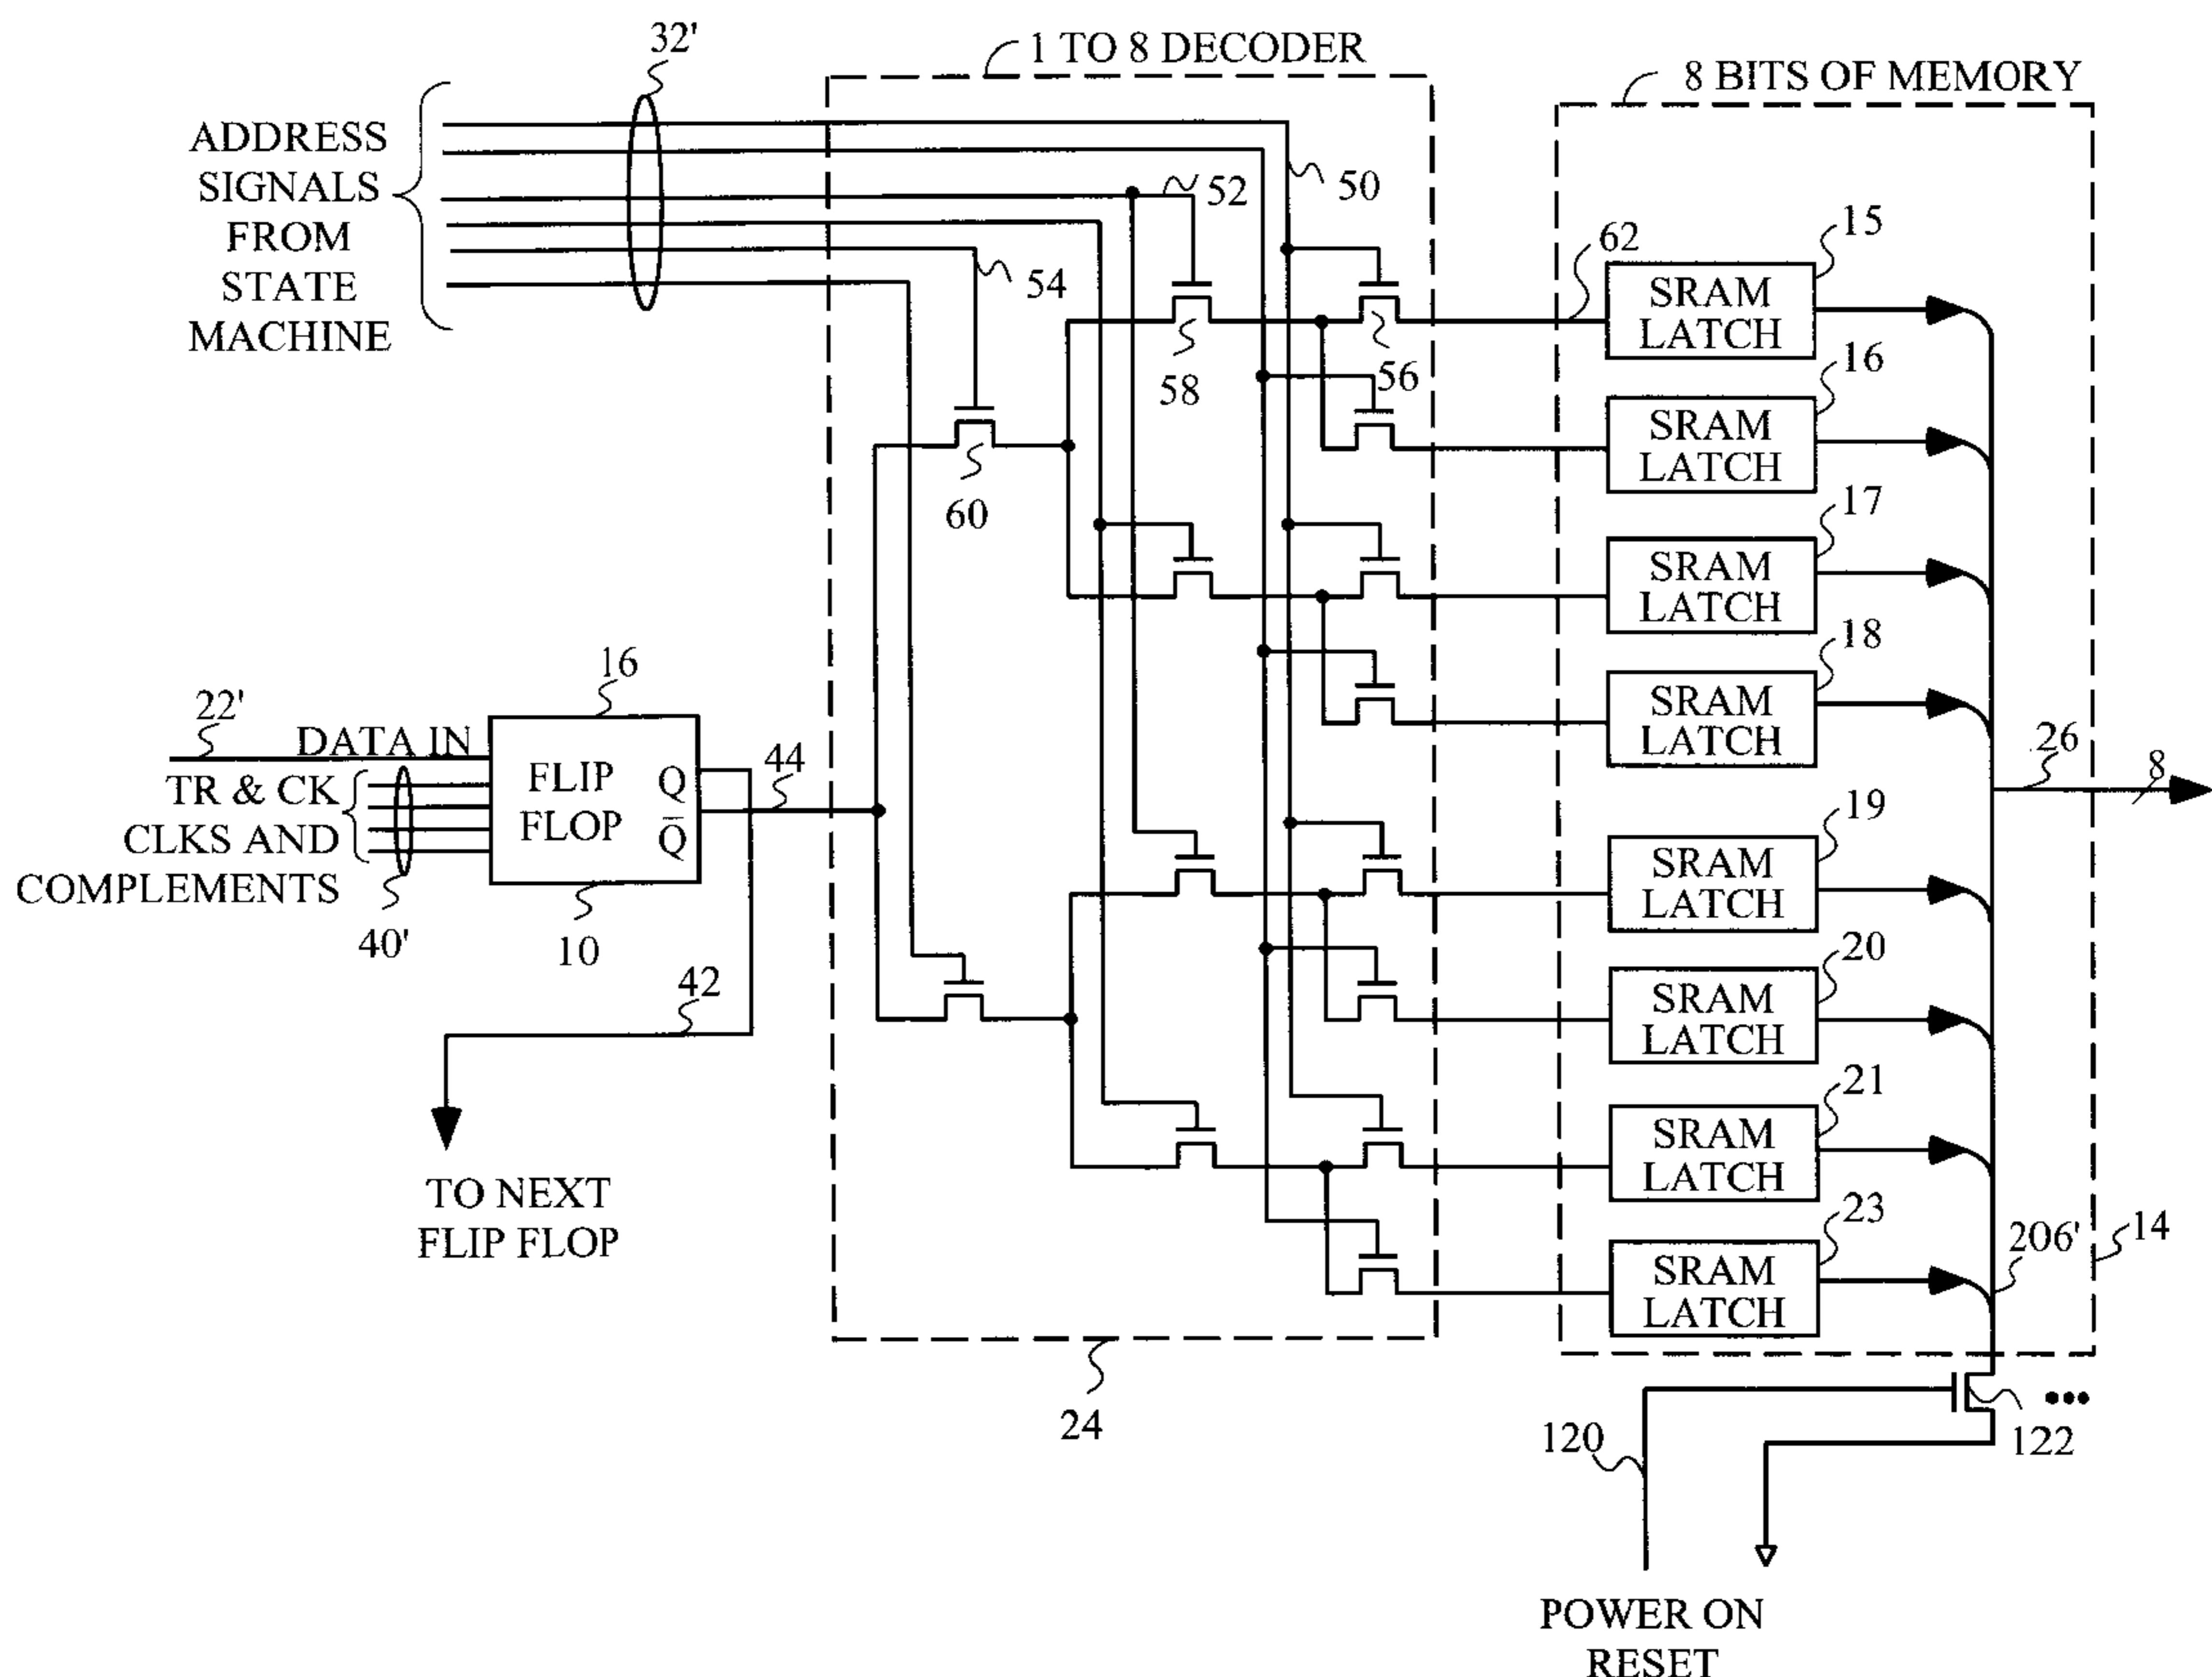 32'
1 TO 8 DECODER
8 BITS OF MEMORY
ADDRESS
SIGNALS
FROM
STATE
MACHINE
52
50
54
62
15
SRAM
LATCH
58
56
16
SRAM
LATCH
60
17
SRAM
LATCH
18
SRAM
LATCH
16
22'
DATA IN
TR & CK
CLKS AND
COMPLEMENTS
40'
FLIP
FLOP
Q
Q̄
10
44
42
26
8
19
SRAM
LATCH
20
SRAM
LATCH
21
SRAM
LATCH
23
SRAM
LATCH
TO NEXT
FLIP FLOP
206'
14
24
120
122
•••
POWER ON
RESET